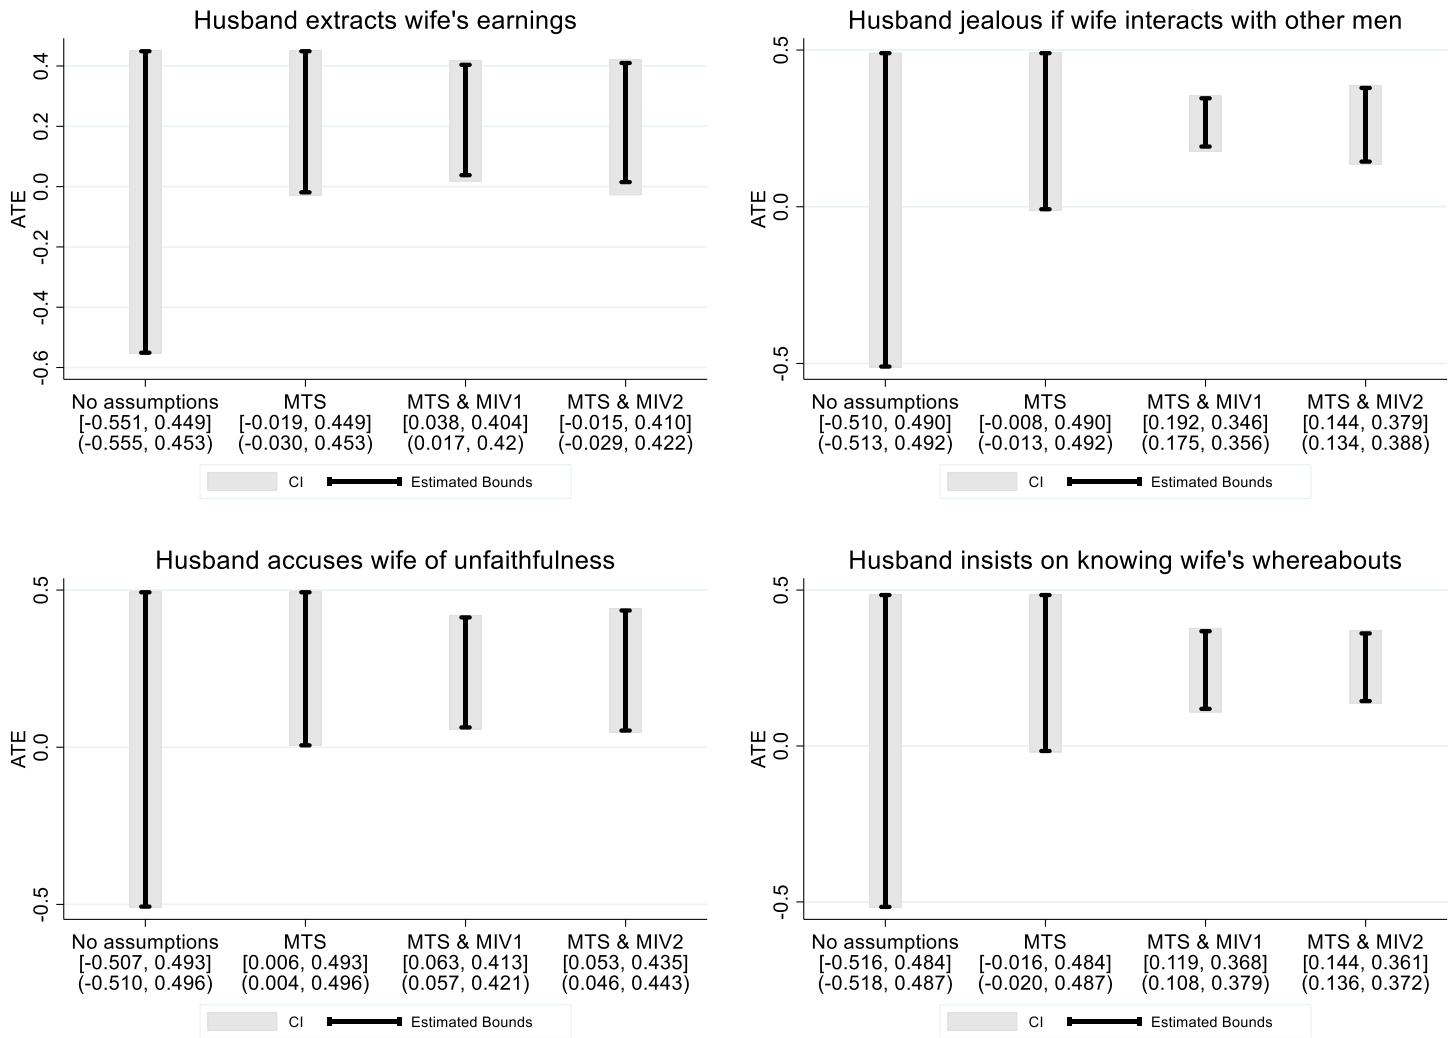 Husband extracts wife's earnings
ATE
0.4
0.2
0.0
-0.2
-0.4
-0.6
No assumptions MTS MTS & MIV1 MTS & MIV2
[-0.551, 0.449] [-0.019, 0.449] [0.038, 0.404] [-0.015, 0.410]
(-0.555, 0.453) (-0.030, 0.453) (0.017, 0.42) (-0.029, 0.422)
CI Estimated Bounds
Husband jealous if wife interacts with other men
ATE
0.5
0.0
-0.5
No assumptions MTS MTS & MIV1 MTS & MIV2
[-0.510, 0.490] [-0.008, 0.490] [0.192, 0.346] [0.144, 0.379]
(-0.513, 0.492) (-0.013, 0.492) (0.175, 0.356) (0.134, 0.388)
CI Estimated Bounds
Husband accuses wife of unfaithfulness
ATE
0.5
0.0
-0.5
No assumptions MTS MTS & MIV1 MTS & MIV2
[-0.507, 0.493] [0.006, 0.493] [0.063, 0.413] [0.053, 0.435]
(-0.510, 0.496) (0.004, 0.496) (0.057, 0.421) (0.046, 0.443)
CI Estimated Bounds
Husband insists on knowing wife's whereabouts
ATE
0.5
0.0
-0.5
No assumptions MTS MTS & MIV1 MTS & MIV2
[-0.516, 0.484] [-0.016, 0.484] [0.119, 0.368] [0.144, 0.361]
(-0.518, 0.487) (-0.020, 0.487) (0.108, 0.379) (0.136, 0.372)
CI Estimated Bounds